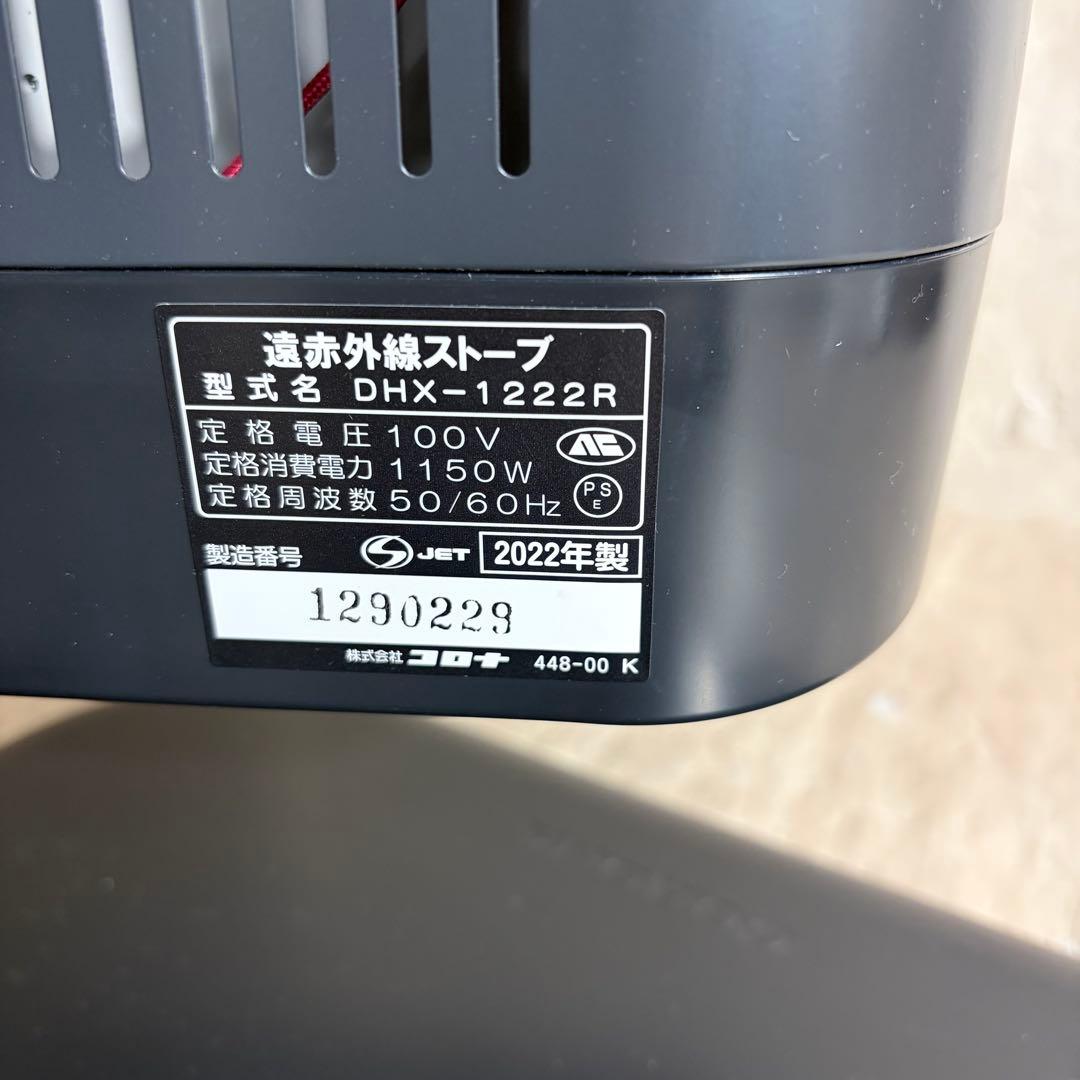 遠赤外線ストーブ
型式名 DHX-1222R
定格電圧 100V
定格消費電力 1150W
定格周波数 50/60Hz
PS
E
製造番号 JET 2022年製
1290229
株式会社 コロナ 448-00 K